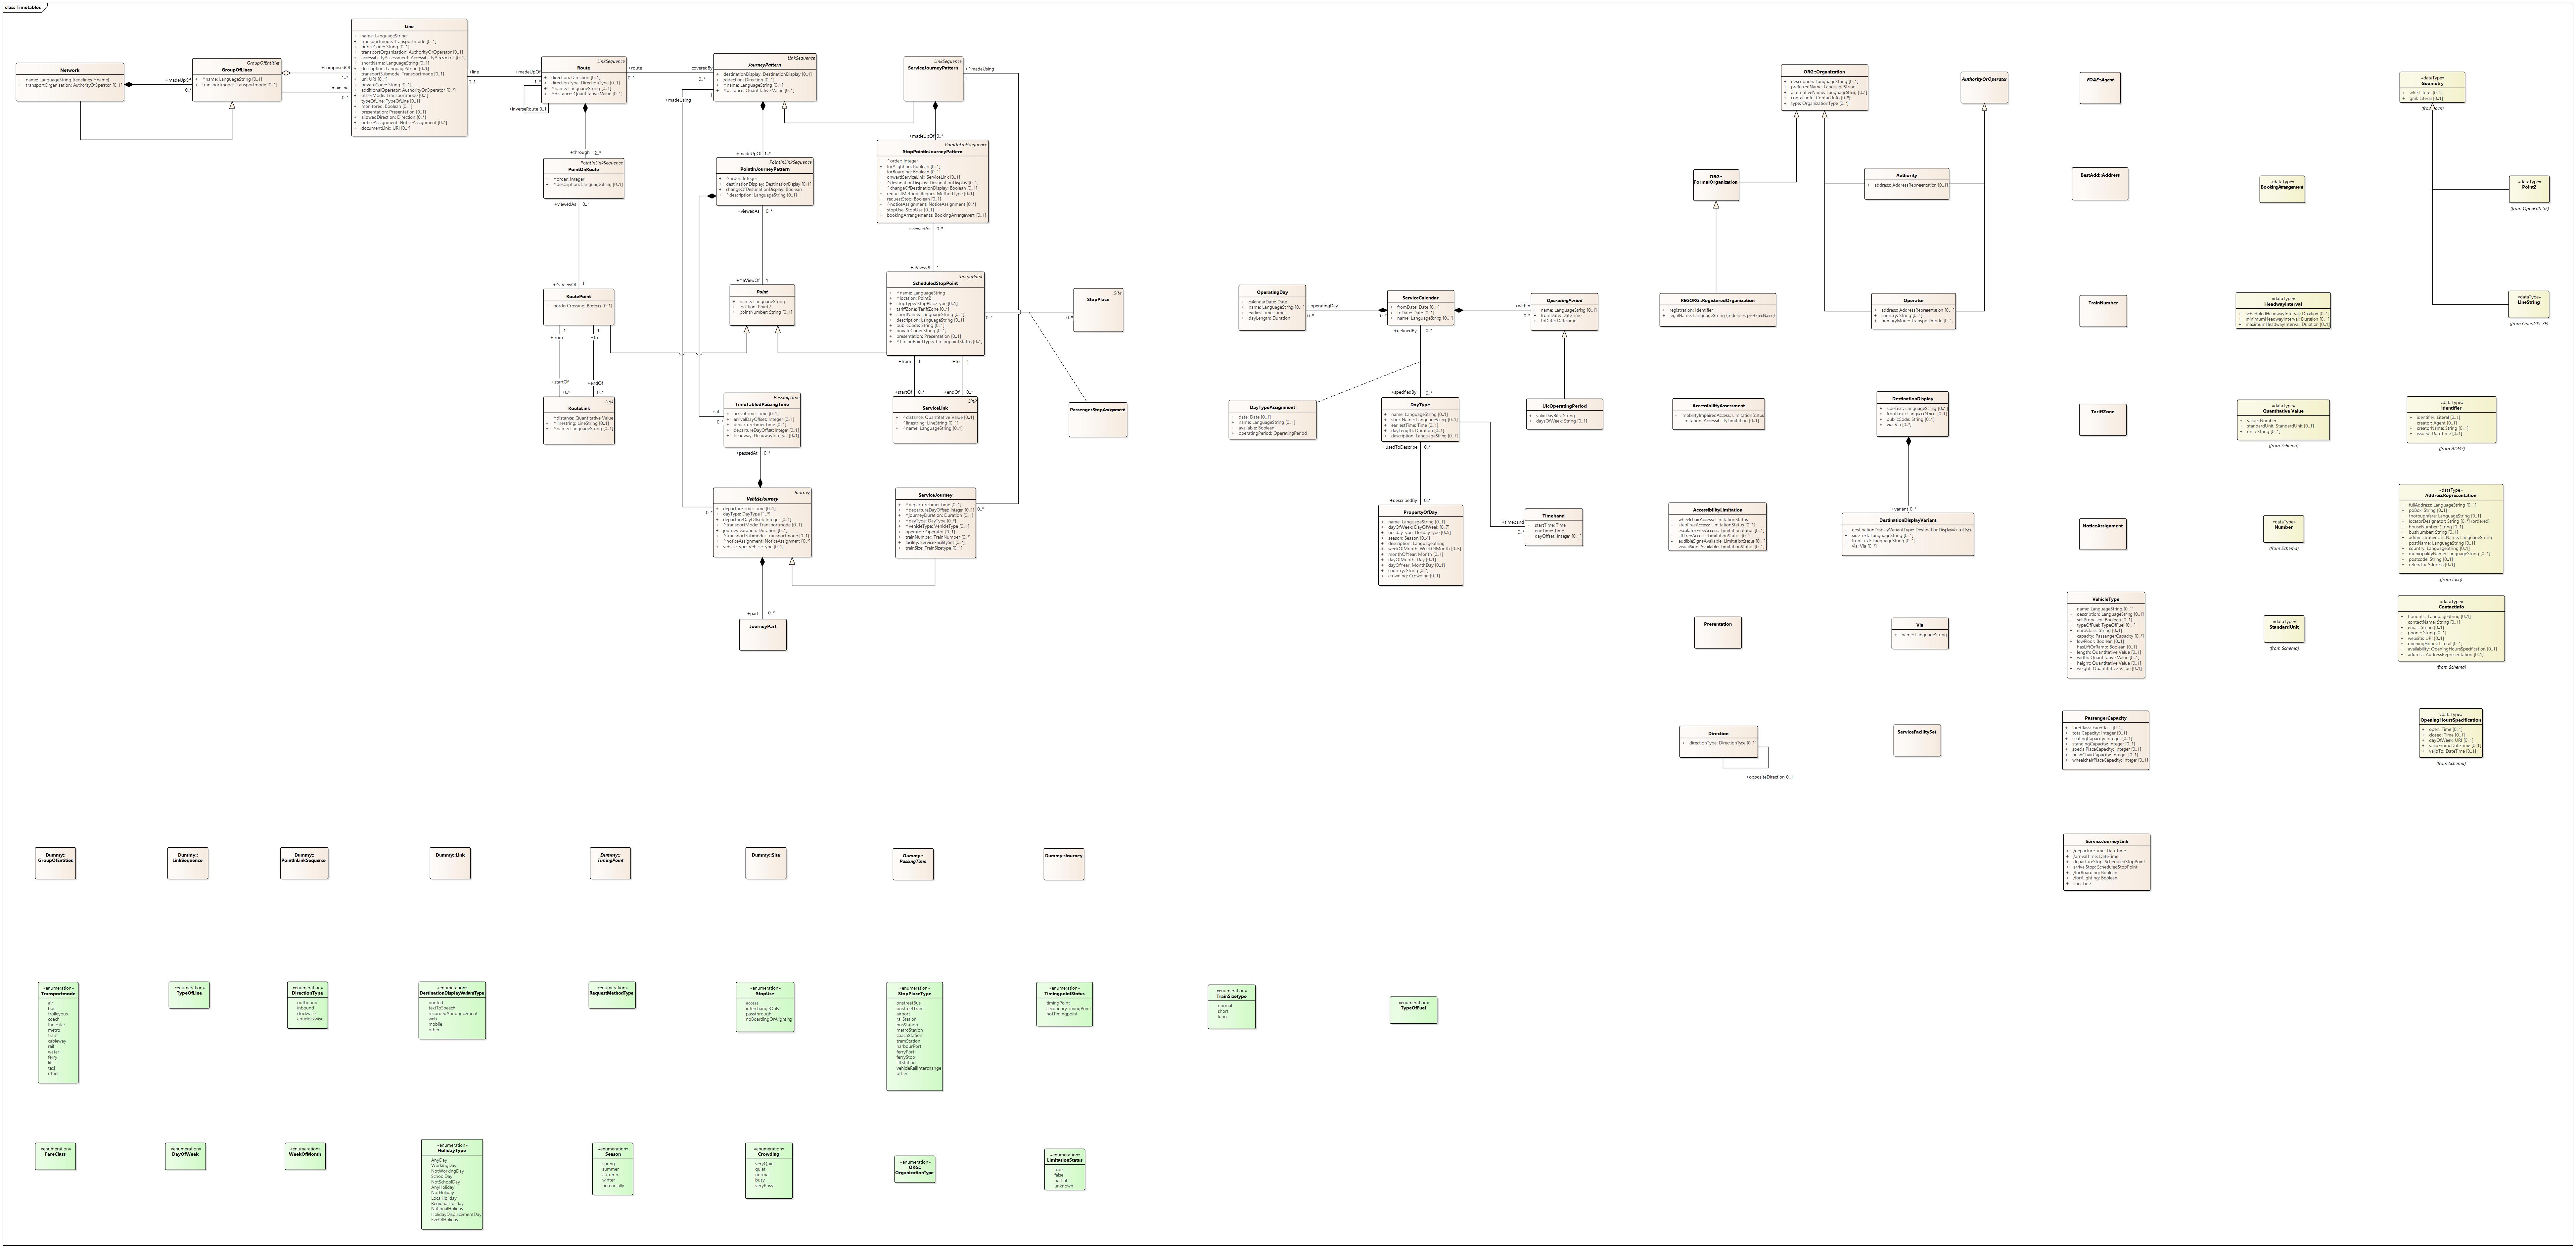 class Timetables
Network
+ name: LanguageString {redefines ^name}
+ transportOrganisation: AuthorityOrOperator [0..1]
+madeUpOf
0..*
GroupOfEntities
GroupOfLines
+ ^name: LanguageString [0..1]
+ transportmode: Transportmode [0..1]
+composedOf
1..*
+mainline
0..1
Line
+ name: LanguageString
+ transportmode: Transportmode [0..1]
+ publicCode: String [0..1]
+ transportOrganisation: AuthorityOrOperator [0..1]
+ accessibilityAssessment: AccessibilityAssessment [0..1]
+ shortName: LanguageString [0..1]
+ description: LanguageString [0..1]
+ transportSubmode: Transportmode [0..1]
+ url: URI [0..1]
+ privateCode: String [0..1]
+ additionalOperator: AuthorityOrOperator [0..*]
+ otherMode: Transportmode [0..*]
+ typeOfLine: TypeOfLine [0..1]
+ monitored: Boolean [0..1]
+ presentation: Presentation [0..1]
+ allowedDirection: Direction [0..*]
+ noticeAssignment: NoticeAssignment [0..*]
+ documentLink: URI [0..*]
+line
0..1
+madeUpOf
1..*
LinkSequence
Route
+ direction: Direction [0..1]
+ directionType: DirectionType [0..1]
+ ^name: LanguageString [0..1]
+ ^distance: Quantitative Value [0..1]
+inverseRoute 0..1
+route
0..1
+coveredBy
0..*
LinkSequence
JourneyPattern
+ destinationDisplay: DestinationDisplay [0..1]
+ /direction: Direction [0..1]
+ ^name: LanguageString [0..1]
+ ^distance: Quantitative Value [0..1]
+madeUsing
1
LinkSequence
ServiceJourneyPattern
+^madeUsing
1
+through 2..*
PointInLinkSequence
PointOnRoute
+ ^order: Integer
+ ^description: LanguageString [0..1]
+viewedAs 0..*
+madeUpOf 1..*
PointInLinkSequence
PointInJourneyPattern
+ ^order: Integer
+ destinationDisplay: DestinationDisplay [0..1]
+ changeOfDestinationDisplay: Boolean
+ ^description: LanguageString [0..1]
+viewedAs 0..*
+madeUpOf 0..*
PointInLinkSequence
StopPointInJourneyPattern
+ ^order: Integer
+ forAlighting: Boolean [0..1]
+ forBoarding: Boolean [0..1]
+ onwardServiceLink: ServiceLink [0..1]
+ ^destinationDisplay: DestinationDisplay [0..1]
+ ^changeOfDestinationDisplay: Boolean [0..1]
+ requestMethod: RequestMethodType [0..1]
+ requestStop: Boolean [0..1]
+ ^noticeAssignment: NoticeAssignment [0..*]
+ stopUse: StopUse [0..1]
+ bookingArrangements: BookingArrangement [0..1]
+viewedAs 0..*
+^aViewOf 1
RoutePoint
+ borderCrossing: Boolean [0..1]
1 1
+from +to
+startOf +endOf
0..* 0..*
Link
RouteLink
+ ^distance: Quantitative Value
+ ^linestring: LineString [0..1]
+ ^name: LanguageString [0..1]
+^aViewOf 1
Point
+ name: LanguageString
+ location: Point2
+ pointNumber: String [0..1]
+aViewOf 1
TimingPoint
ScheduledStopPoint
+ ^name: LanguageString
+ ^location: Point2
+ stopType: StopPlaceType [0..1]
+ tariffZone: TariffZone [0..*]
+ shortName: LanguageString [0..1]
+ description: LanguageString [0..1]
+ publicCode: String [0..1]
+ privateCode: String [0..1]
+ presentation: Presentation [0..1]
+ ^timingPointType: TimingpointStatus [0..1]
0..* 0..*
Site
StopPlace
PassengerStopAssignment
+from 1 +to 1
+startOf 0..* +endOf 0..*
Link
ServiceLink
+ ^distance: Quantitative Value [0..1]
+ ^linestring: LineString [0..1]
+ ^name: LanguageString [0..1]
+at
0..*
PassingTime
TimeTabledPassingTime
+ arrivalTime: Time [0..1]
+ arrivalDayOffset: Integer [0..1]
+ departureTime: Time [0..1]
+ departureDayOffset: Integer [0..1]
+ headway: HeadwayInterval [0..1]
+passedAt 0..*
Journey
VehicleJourney
+ departureTime: Time [0..1]
+ dayType: DayType [1..*]
+ departureDayOffset: Integer [0..1]
+ ^transportMode: Transportmode [0..1]
+ journeyDuration: Duration [0..1]
+ ^transportSubmode: Transportmode [0..1]
+ ^noticeAssignment: NoticeAssignment [0..*]
+ vehicleType: VehicleType [0..1]
0..*
ServiceJourney
+ ^departureTime: Time [0..1]
+ ^departureDayOffset: Integer [0..1]
+ ^journeyDuration: Duration [0..1]
+ ^dayType: DayType [0..*]
+ ^vehicleType: VehicleType [0..1]
+ operator: Operator [0..1]
+ trainNumber: TrainNumber [0..*]
+ facility: ServiceFacilitySet [0..*]
+ trainSize: TrainSizetype [0..1]
0..*
+part 0..*
JourneyPart
OperatingDay
+ calendarDate: Date
+ name: LanguageString [0..1]
+ earliestTime: Time
+ dayLength: Duration
+operatingDay
0..* 0..*
ServiceCalendar
+ fromDate: Date [0..1]
+ toDate: Date [0..1]
+ name: LanguageString [0..1]
+within
0..*
OperatingPeriod
+ name: LanguageString [0..1]
+ fromDate: DateTime
+ toDate: DateTime
+definedBy 0..*
+specifiedBy 0..*
DayTypeAssignment
+ date: Date [0..1]
+ name: LanguageString [0..1]
+ available: Boolean
+ operatingPeriod: OperatingPeriod
DayType
+ name: LanguageString [0..1]
+ shortName: LanguageString [0..1]
+ earliestTime: Time [0..1]
+ dayLength: Duration [0..1]
+ description: LanguageString [0..1]
UicOperatingPeriod
+ validDayBits: String
+ daysOfWeek: String [0..1]
+usedToDescribe 0..*
+describedBy 0..*
PropertyOfDay
+ name: LanguageString [0..1]
+ dayOfWeek: DayOfWeek [0..7]
+ holidayType: HolidayType [0..5]
+ season: Season [0..4]
+ description: LanguageString
+ weekOfMonth: WeekOfMonth [0..5]
+ monthOfYear: Month [0..1]
+ dayOfMonth: Day [0..1]
+ dayOfYear: MonthDay [0..1]
+ country: String [0..*]
+ crowding: Crowding [0..1]
+timeband
0..*
Timeband
+ startTime: Time
+ endTime: Time
+ dayOffset: Integer [0..1]
ORG::Organization
+ description: LanguageString [0..1]
+ preferredName: LanguageString
+ alternativeName: LanguageString [0..*]
+ contactInfo: ContactInfo [0..*]
+ type: OrganizationType [0..*]
AuthorityOrOperator
FOAF::Agent
ORG::
FormalOrganization
Authority
+ address: AddressRepresentation [0..1]
BestAdd::Address
REGORG::RegisteredOrganization
+ registration: Identifier
+ legalName: LanguageString {redefines preferredName}
Operator
+ address: AddressRepresentation [0..1]
+ country: String [0..1]
+ primaryMode: Transportmode [0..1]
TrainNumber
AccessibilityAssessment
- mobilityImpairedAccess: LimitationStatus
- limitation: AccessibilityLimitation [0..1]
DestinationDisplay
+ sideText: LanguageString [0..1]
+ frontText: LanguageString [0..1]
+ publicCode: String [0..1]
+ via: Via [0..*]
TariffZone
AccessibilityLimitation
- wheelchairAccess: LimitationStatus
- stepFreeAccess: LimitationStatus [0..1]
- escalatorFreeAccess: LimitationStatus [0..1]
- liftFreeAccess: LimitationStatus [0..1]
- audibleSignsAvailable: LimitationStatus [0..1]
- visualSignsAvailable: LimitationStatus [0..1]
+variant 0..*
DestinationDisplayVariant
+ destinationDisplayVariantType: DestinationDisplayVariantType
+ sideText: LanguageString [0..1]
+ frontText: LanguageString [0..1]
+ via: Via [0..*]
NoticeAssignment
Presentation
Via
+ name: LanguageString
VehicleType
+ name: LanguageString [0..1]
+ description: LanguageString [0..1]
+ selfPropelled: Boolean [0..1]
+ typeOfFuel: TypeOfFuel [0..1]
+ euroClass: String [0..1]
+ capacity: PassengerCapacity [0..*]
+ lowFloor: Boolean [0..1]
+ hasLiftOrRamp: Boolean [0..1]
+ length: Quantitative Value [0..1]
+ width: Quantitative Value [0..1]
+ height: Quantitative Value [0..1]
+ weight: Quantitative Value [0..1]
Direction
+ directionType: DirectionType [0..1]
+oppositeDirection 0..1
ServiceFacilitySet
PassengerCapacity
+ fareClass: FareClass [0..1]
+ totalCapacity: Integer [0..1]
+ seatingCapacity: Integer [0..1]
+ standingCapacity: Integer [0..1]
+ specialPlaceCapacity: Integer [0..1]
+ pushChairCapacity: Integer [0..1]
+ wheelchairPlaceCapacity: Integer [0..1]
ServiceJourneyLink
+ /departureTime: DateTime
+ /arrivalTime: DateTime
+ departureStop: ScheduledStopPoint
+ arrivalStop: ScheduledStopPoint
+ /forBoarding: Boolean
+ /forAlighting: Boolean
+ line: Line
«dataType»
Geometry
+ wkt: Literal [0..1]
+ gml: Literal [0..1]
«dataType»
BookingArrangement
«dataType»
Point2
(from OpenGIS-SF)
«dataType»
HeadwayInterval
+ scheduledHeadwayInterval: Duration [0..1]
+ minimumHeadwayInterval: Duration [0..1]
+ maximumHeadwayInterval: Duration [0..1]
«dataType»
LineString
(from OpenGIS-SF)
«dataType»
Quantitative Value
+ value: Number
+ standardUnit: StandardUnit [0..1]
+ unit: String [0..1]
(from Schema)
«dataType»
Identifier
+ identifier: Literal [0..1]
+ creator: Agent [0..1]
+ creatorName: String [0..1]
+ issued: DateTime [0..1]
(from ADMS)
«dataType»
Number
(from Schema)
«dataType»
AddressRepresentation
+ fullAddress: LanguageString [0..1]
+ poBox: String [0..1]
+ thoroughfare: LanguageString [0..1]
+ locatorDesignator: String [0..*] {ordered}
+ houseNumber: String [0..1]
+ busNumber: String [0..1]
+ adminstrativeUnitName: LanguageString
+ postName: LanguageString [0..1]
+ country: LanguageString [0..1]
+ municipalityName: LanguageString [0..1]
+ postcode: String [0..1]
+ refersTo: Address [0..1]
(from locn)
«dataType»
StandardUnit
(from Schema)
«dataType»
ContactInfo
+ honorific: LanguageString [0..1]
+ contactName: String [0..1]
+ email: String [0..1]
+ phone: String [0..1]
+ website: URI [0..1]
+ openingHours: Literal [0..1]
+ availability: OpeningHoursSpecification [0..1]
+ address: AddressRepresentation [0..1]
(from Schema)
«dataType»
OpeningHoursSpecification
+ open: Time [0..1]
+ closed: Time [0..1]
+ dayOfWeek: URI [0..1]
+ validFrom: DateTime [0..1]
+ validTo: DateTime [0..1]
(from Schema)
Dummy::
GroupOfEntities
Dummy::
LinkSequence
Dummy::
PointInLinkSequence
Dummy::Link
Dummy::
TimingPoint
Dummy::Site
Dummy::
PassingTime
Dummy::Journey
«enumeration»
Transportmode
air
bus
trolleybus
coach
funicular
metro
tram
cableway
rail
water
ferry
lift
taxi
other
«enumeration»
TypeOfLine
«enumeration»
DirectionType
outbound
inbound
clockwise
anticlockwise
«enumeration»
DestinationDisplayVariantType
printed
textToSpeech
recordedAnnouncement
web
mobile
other
«enumeration»
RequestMethodType
«enumeration»
StopUse
access
interchangeOnly
passthrough
noBoardingOrAlighting
«enumeration»
StopPlaceType
onstreetBus
onstreetTram
airport
railStation
busStation
metroStation
coachStation
tramStation
harbourPort
ferryPort
ferryStop
liftStation
vehicleRailInterchange
other
«enumeration»
TimingpointStatus
timingPoint
secondaryTimingPoint
notTimingpoint
«enumeration»
TrainSizetype
normal
short
long
«enumeration»
TypeOfFuel
«enumeration»
FareClass
«enumeration»
DayOfWeek
«enumeration»
WeekOfMonth
«enumeration»
HolidayType
AnyDay
WorkingDay
NotWorkingDay
SchoolDay
NotSchoolDay
AnyHoliday
NotHoliday
LocalHoliday
RegionalHoliday
NationalHoliday
HolidayDisplacementDay
EveOfHoliday
«enumeration»
Season
spring
summer
autumn
winter
perennially
«enumeration»
Crowding
veryQuiet
quiet
normal
busy
veryBusy
«enumeration»
ORG::
OrganizationType
«enumeration»
LimitationStatus
true
false
partial
unknown